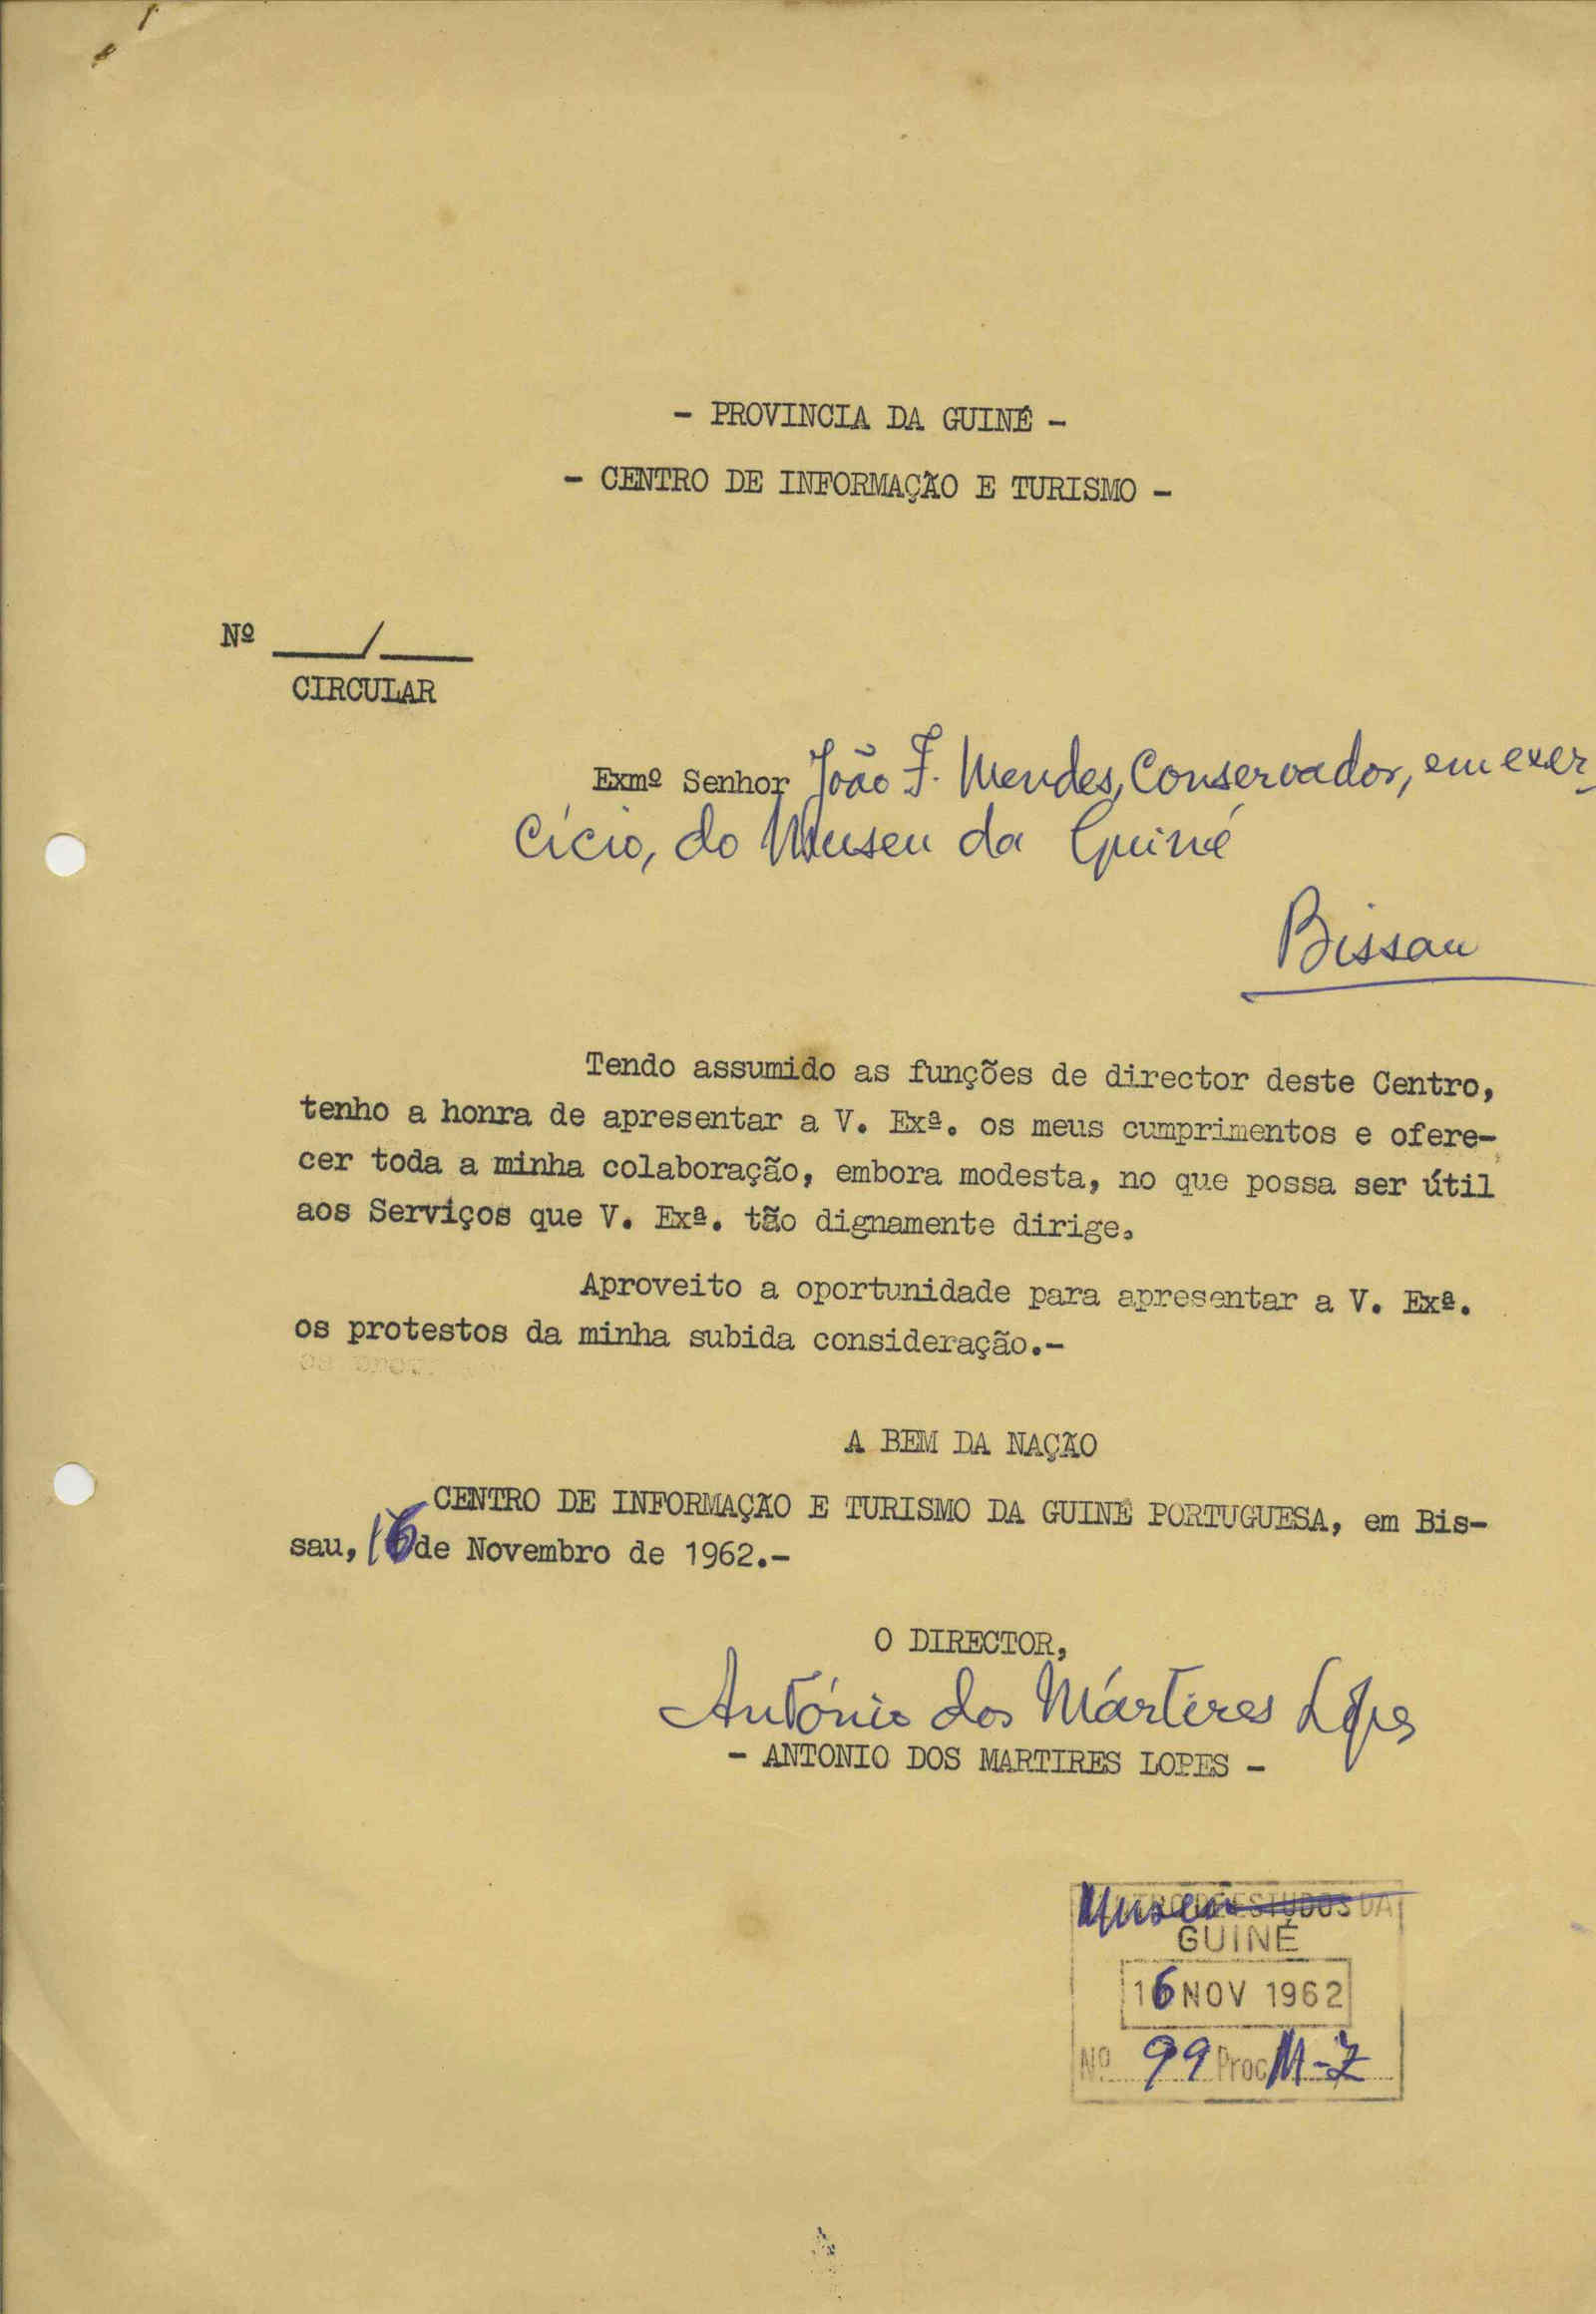 - PROVINCIA DA GUINÉ -
- CENTRO DE INFORMAÇÃO E TURISMO -
Nº ____/____
CIRCULAR
Exmº Senhor João F. Mendes, Conservador, em exer-
cício, do Museu da Guiné
Bissau
Tendo assumido as funções de director deste Centro,
tenho a honra de apresentar a V. Exª. os meus cumprimentos e ofere-
cer toda a minha colaboração, embora modesta, no que possa ser útil
aos Serviços que V. Exª. tão dignamente dirige.
Aproveito a oportunidade para apresentar a V. Exª.
os protestos da minha subida consideração.-
A BEM DA NAÇÃO
CENTRO DE INFORMAÇÃO E TURISMO DA GUINÉ PORTUGUESA, em Bis-
sau, 16 de Novembro de 1962.-
O DIRECTOR,
António dos Mártires Lopes
- ANTONIO DOS MARTIRES LOPES -
Museu ESTUDOS DA
GUINÉ
16 NOV 1962
Nº 99 Proc M-7